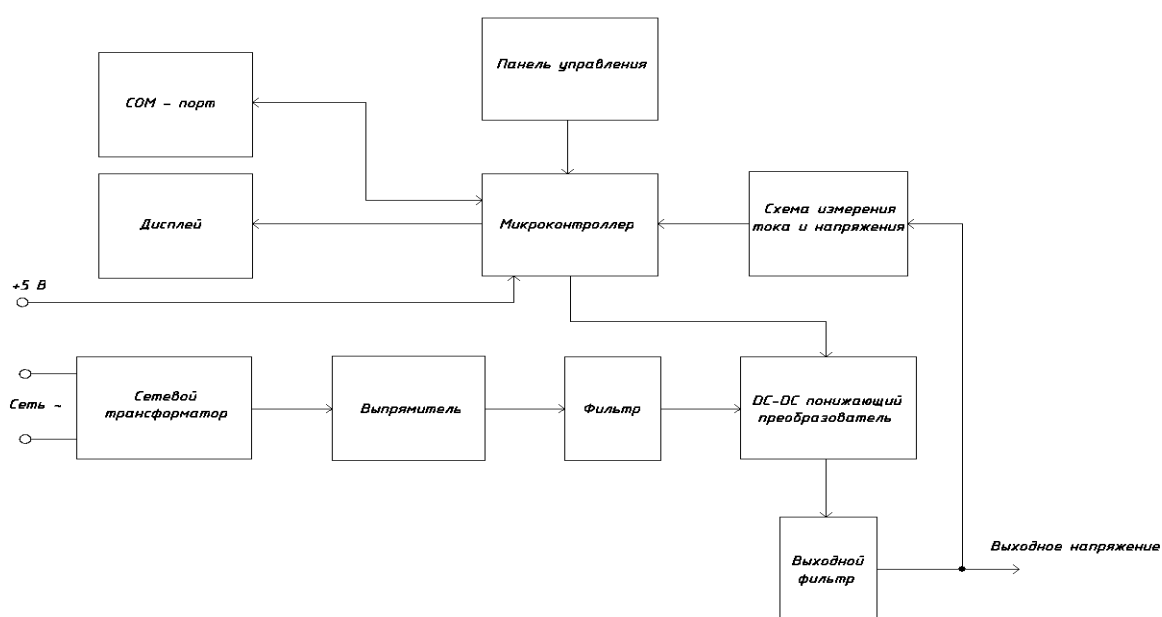 Панель управления
COM - порт
Дисплей
Микроконтроллер
Схема измерения
тока и напряжения
+5 В
Сеть ~
Сетевой
трансформатор
Выпрямитель
Фильтр
DC-DC понижающий
преобразователь
Выходной
фильтр
Выходное напряжение